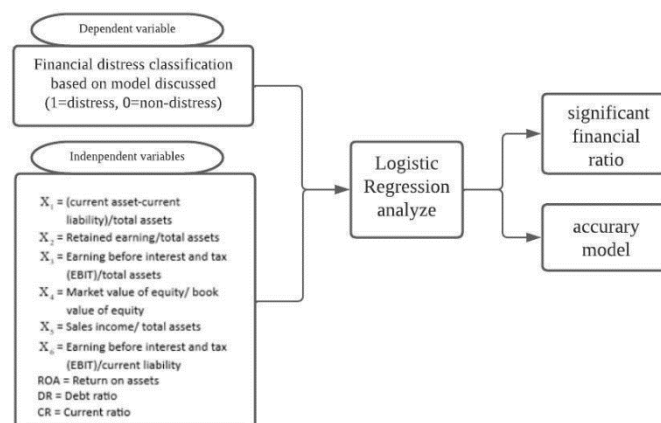 Dependent variable
Financial distress classification
based on model discussed
(1=distress, 0=non-distress)
Indenpendent variables
X₁ = (current asset-current
liability)/total assets
X₂ = Retained earning/total assets
X₃ = Earning before interest and tax
(EBIT)/total assets
X₄ = Market value of equity/ book
value of equity
X₅ = Sales income/ total assets
X₆ = Earning before interest and tax
(EBIT)/current liability
ROA = Return on assets
DR = Debt ratio
CR = Current ratio
Logistic
Regression
analyze
significant
financial
ratio
accurary
model